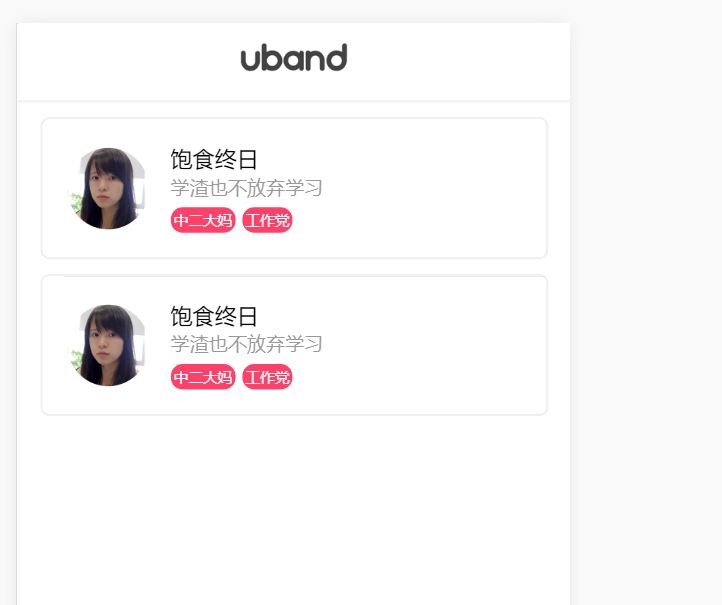 uband
饱食终日
学渣也不放弃学习
中二大妈 工作党
饱食终日
学渣也不放弃学习
中二大妈 工作党